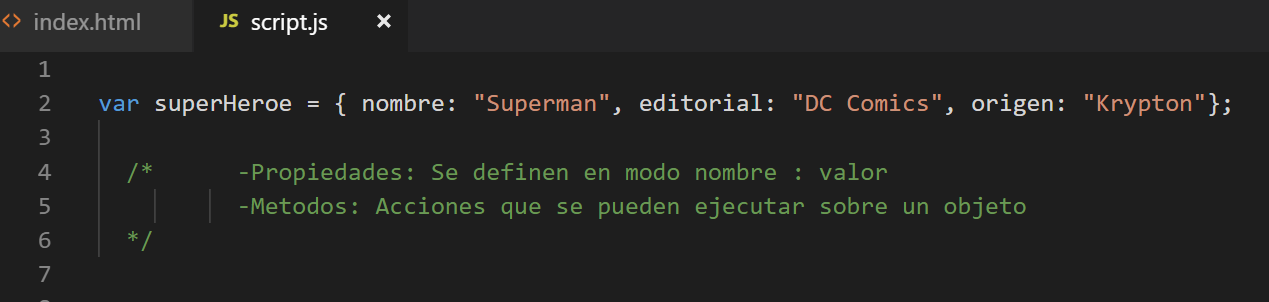 index.html
JS script.js ×
1
2 var superHeroe = { nombre: "Superman", editorial: "DC Comics", origen: "Krypton"};
3
4 /* -Propiedades: Se definen en modo nombre : valor
5 -Metodos: Acciones que se pueden ejecutar sobre un objeto
6 */
7